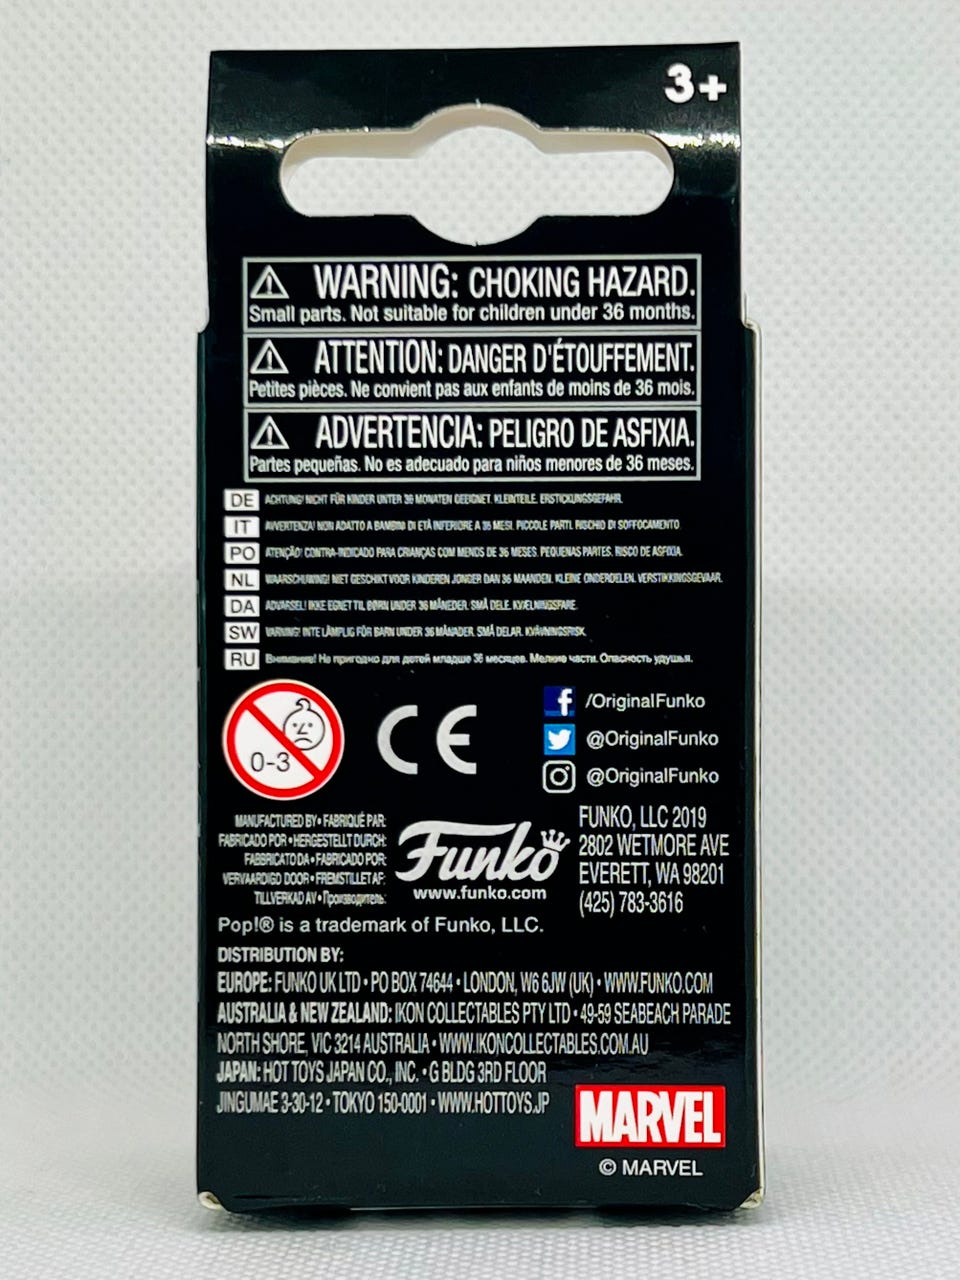 3+
WARNING: CHOKING HAZARD.
Small parts. Not suitable for children under 36 months.
ATTENTION: DANGER D'ÉTOUFFEMENT.
Petites pièces. Ne convient pas aux enfants de moins de 36 mois.
ADVERTENCIA: PELIGRO DE ASFIXIA.
Partes pequeñas. No es adecuado para niños menores de 36 meses.
DE ACHTUNG! NICHT FÜR KINDER UNTER 36 MONATEN GEEIGNET. KLEINTEILE. ERSTICKUNGSGEFAHR.
IT AVVERTENZA! NON ADATTO A BAMBINI DI ETÀ INFERIORE A 36 MESI. PICCOLE PARTI. RISCHIO DI SOFFOCAMENTO
PO ATENÇÃO! CONTRA-INDICADO PARA CRIANÇAS COM MENOS DE 36 MESES. PEQUENAS PARTES. RISCO DE ASFIXIA.
NL WAARSCHUWING! NIET GESCHIKT VOOR KINDEREN JONGER DAN 36 MAANDEN. KLEINE ONDERDELEN. VERSTIKKINGSGEVAAR.
DA ADVARSEL! IKKE EGNET TIL BØRN UNDER 36 MÅNEDER. SMÅ DELE. KVÆLNINGSFARE.
SW VARNING! INTE LÄMPLIG FÖR BARN UNDER 36 MÅNADER. SMÅ DELAR. KVÄVNINGSRISK.
RU Внимание! Не пригодно для детей младше 36 месяцев. Мелкие части. Опасность удушья.
0-3
CE
/OriginalFunko
@OriginalFunko
@OriginalFunko
MANUFACTURED BY • FABRIQUÉ PAR:
FABRICADO POR • HERGESTELLT DURCH:
FABBRICATO DA • FABRICADO POR:
VERVAARDIGD DOOR • FREMSTILLET AF:
TILLVERKAD AV • Производитель:
Funko
www.funko.com
FUNKO, LLC 2019
2802 WETMORE AVE
EVERETT, WA 98201
(425) 783-3616
Pop!® is a trademark of Funko, LLC.
DISTRIBUTION BY:
EUROPE: FUNKO UK LTD • PO BOX 74644 • LONDON, W6 6JW (UK) • WWW.FUNKO.COM
AUSTRALIA & NEW ZEALAND: IKON COLLECTABLES PTY LTD • 49-59 SEABEACH PARADE
NORTH SHORE, VIC 3214 AUSTRALIA • WWW.IKONCOLLECTABLES.COM.AU
JAPAN: HOT TOYS JAPAN CO., INC. • G BLDG 3RD FLOOR
JINGUMAE 3-30-12 • TOKYO 150-0001 • WWW.HOTTOYS.JP
MARVEL
© MARVEL